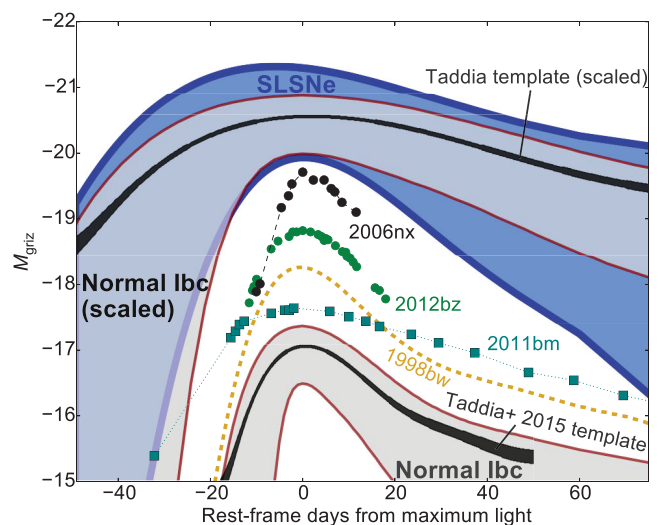 −22
−21
−20
−19
−18
−17
−16
−15
M_griz
SLSNe
Taddia template (scaled)
2006nx
Normal Ibc
(scaled)
2012bz
2011bm
1998bw
Taddia+ 2015 template
Normal Ibc
−40 −20 0 20 40 60
Rest-frame days from maximum light